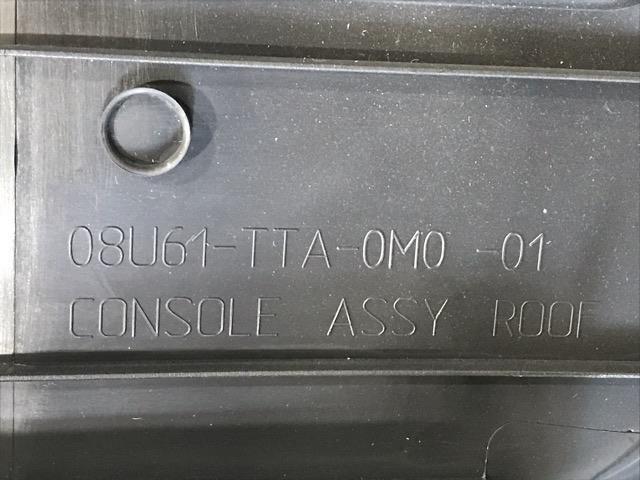 08U61-TTA-0M0 -01
CONSOLE ASSY ROOF